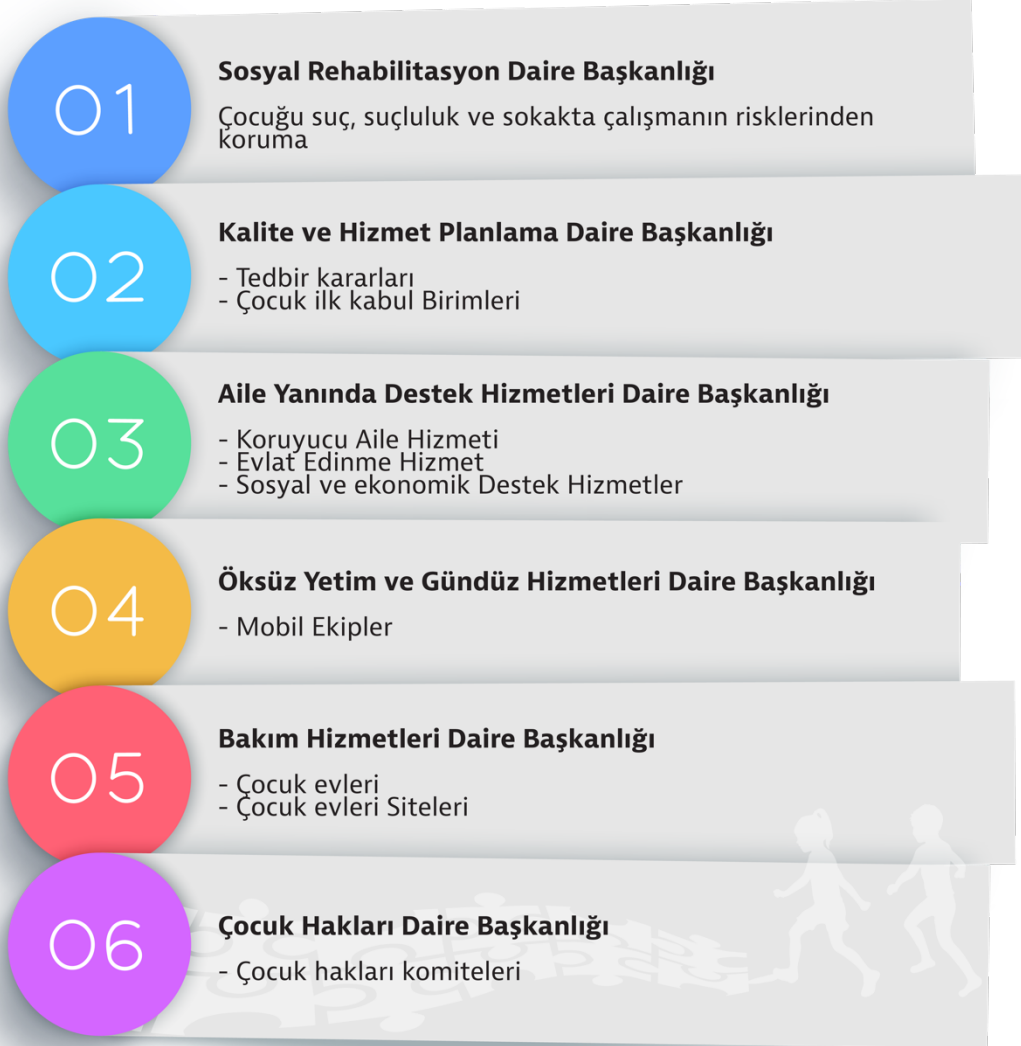 01
Sosyal Rehabilitasyon Daire Başkanlığı
Çocuğu suç, suçluluk ve sokakta çalışmanın risklerinden
koruma
02
Kalite ve Hizmet Planlama Daire Başkanlığı
- Tedbir kararları
- Çocuk ilk kabul Birimleri
03
Aile Yanında Destek Hizmetleri Daire Başkanlığı
- Koruyucu Aile Hizmeti
- Evlat Edinme Hizmet
- Sosyal ve ekonomik Destek Hizmetler
04
Öksüz Yetim ve Gündüz Hizmetleri Daire Başkanlığı
- Mobil Ekipler
05
Bakım Hizmetleri Daire Başkanlığı
- Çocuk evleri
- Çocuk evleri Siteleri
06
Çocuk Hakları Daire Başkanlığı
- Çocuk hakları komiteleri